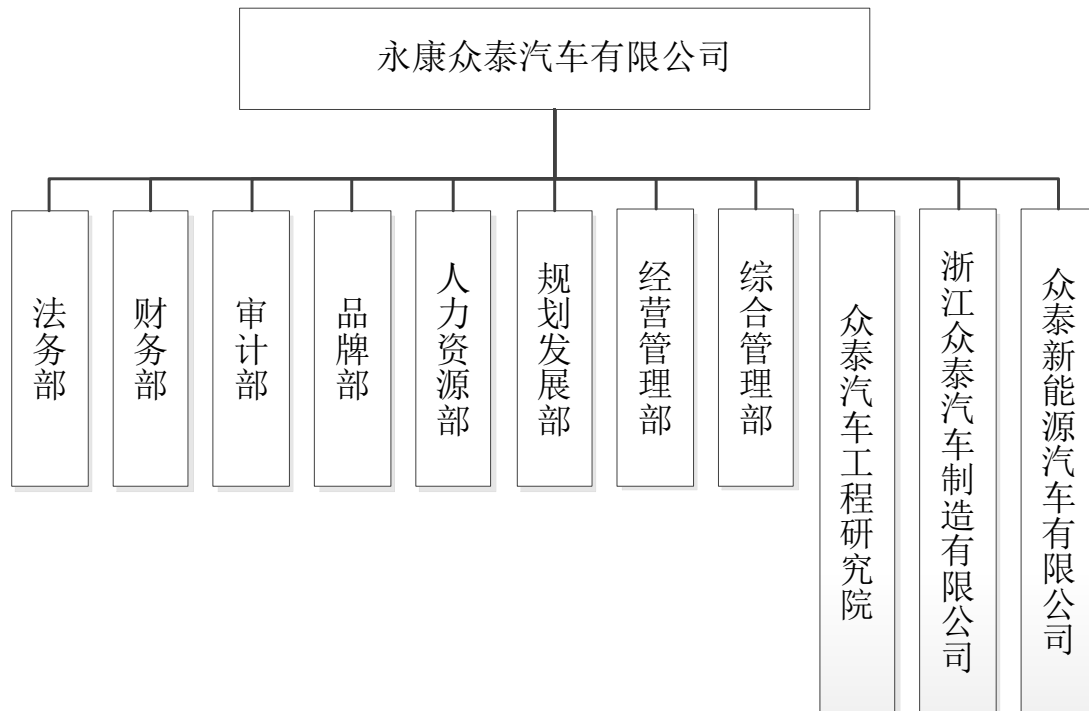 永康众泰汽车有限公司
法务部
财务部
审计部
品牌部
人力资源部
规划发展部
经营管理部
综合管理部
众泰汽车工程研究院
浙江众泰汽车制造有限公司
众泰新能源汽车有限公司